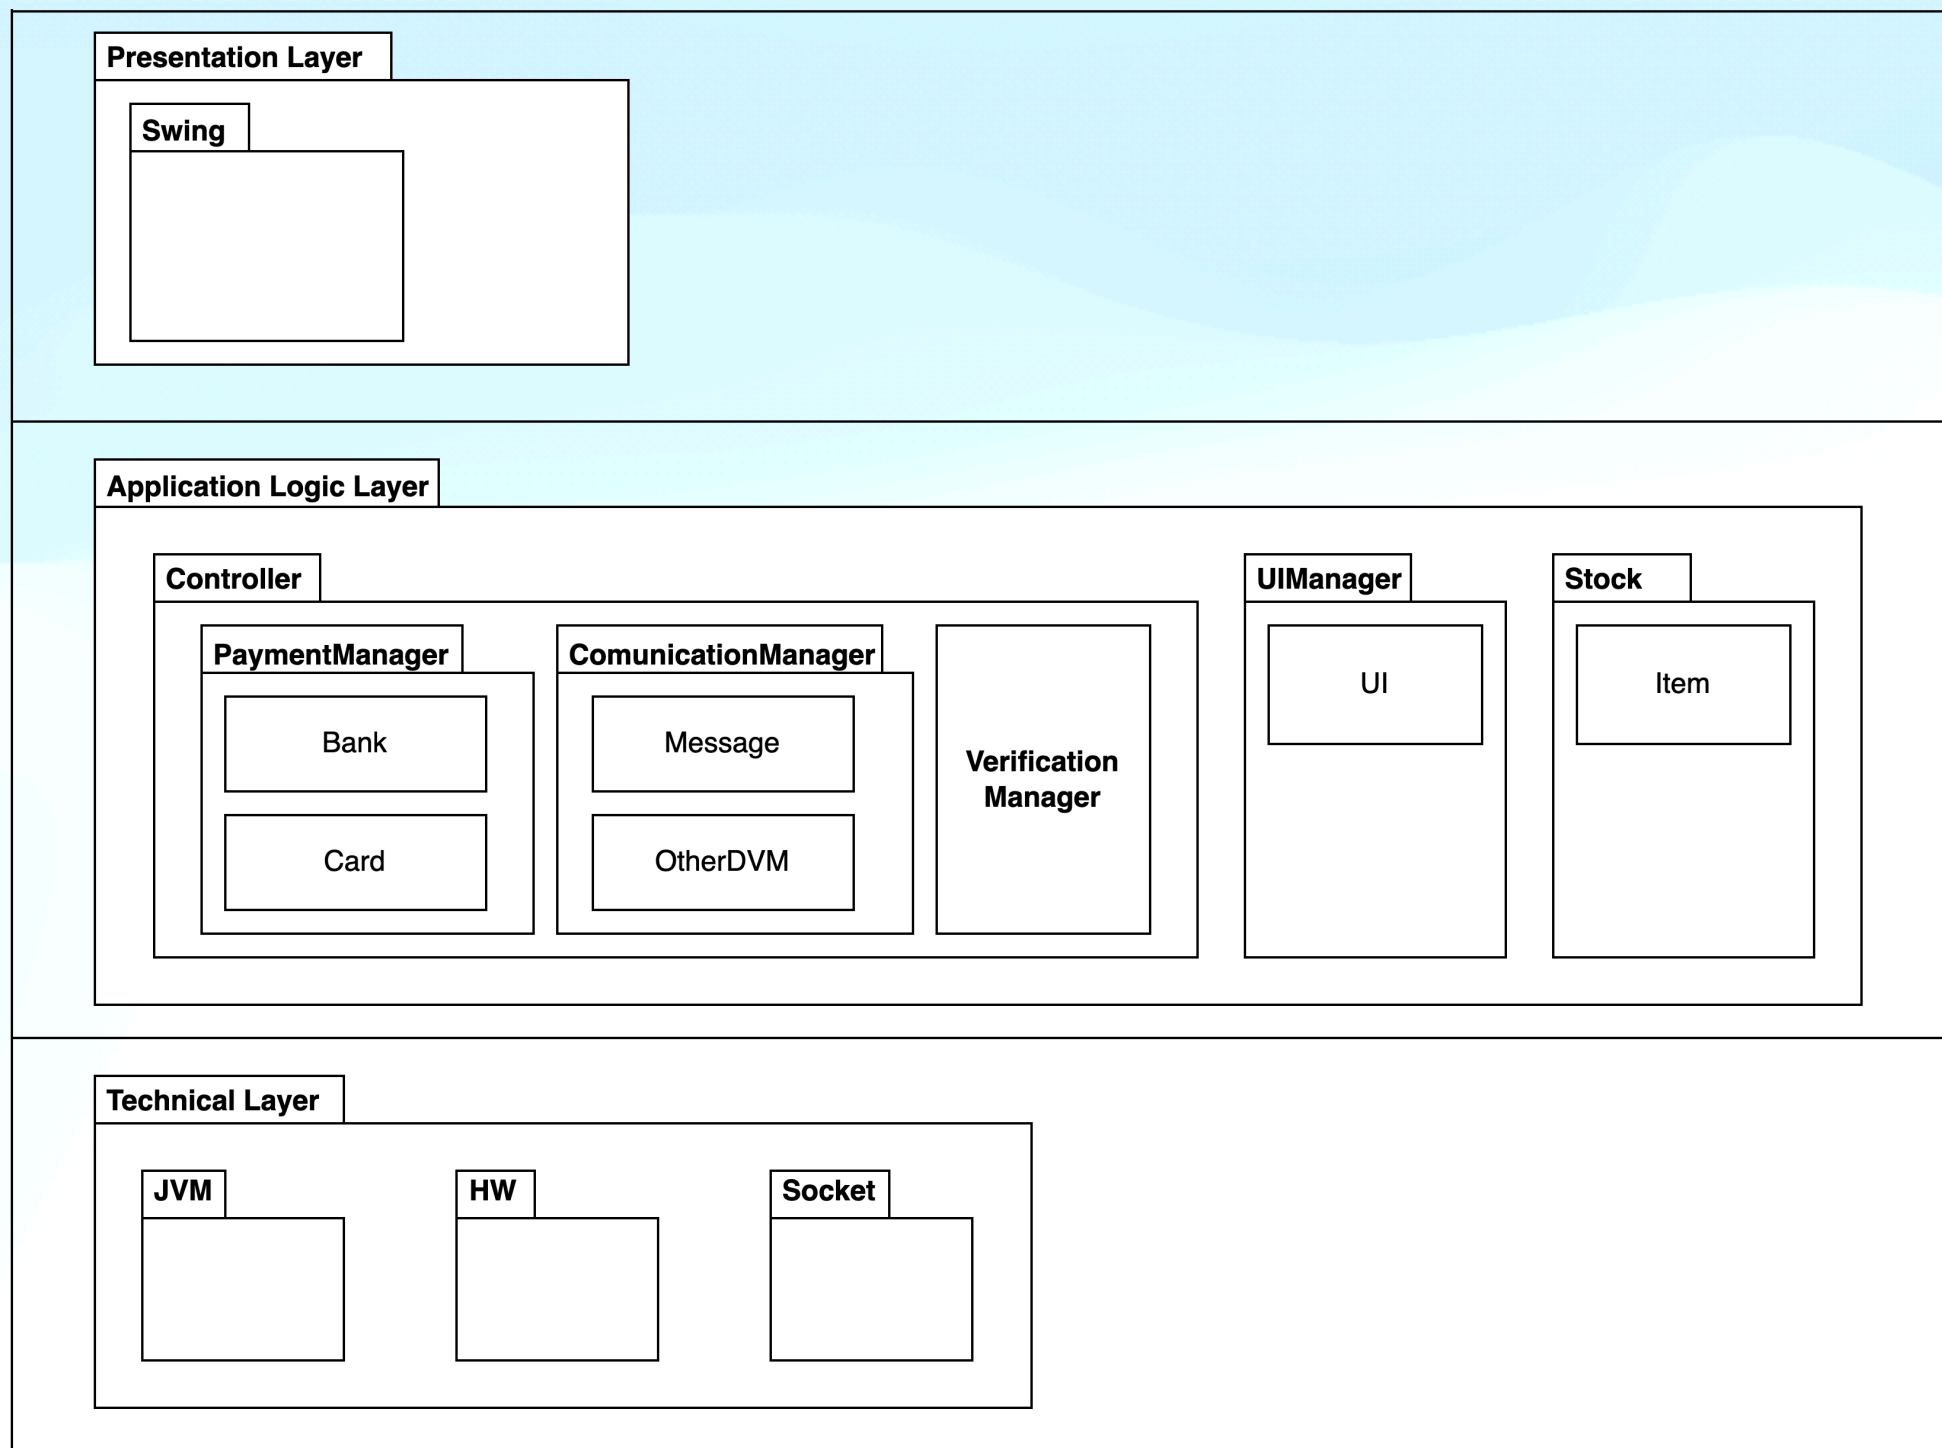 Presentation Layer
Swing
Application Logic Layer
Controller
PaymentManager
Bank
Card
ComunicationManager
Message
OtherDVM
Verification
Manager
UIManager
UI
Stock
Item
Technical Layer
JVM
HW
Socket